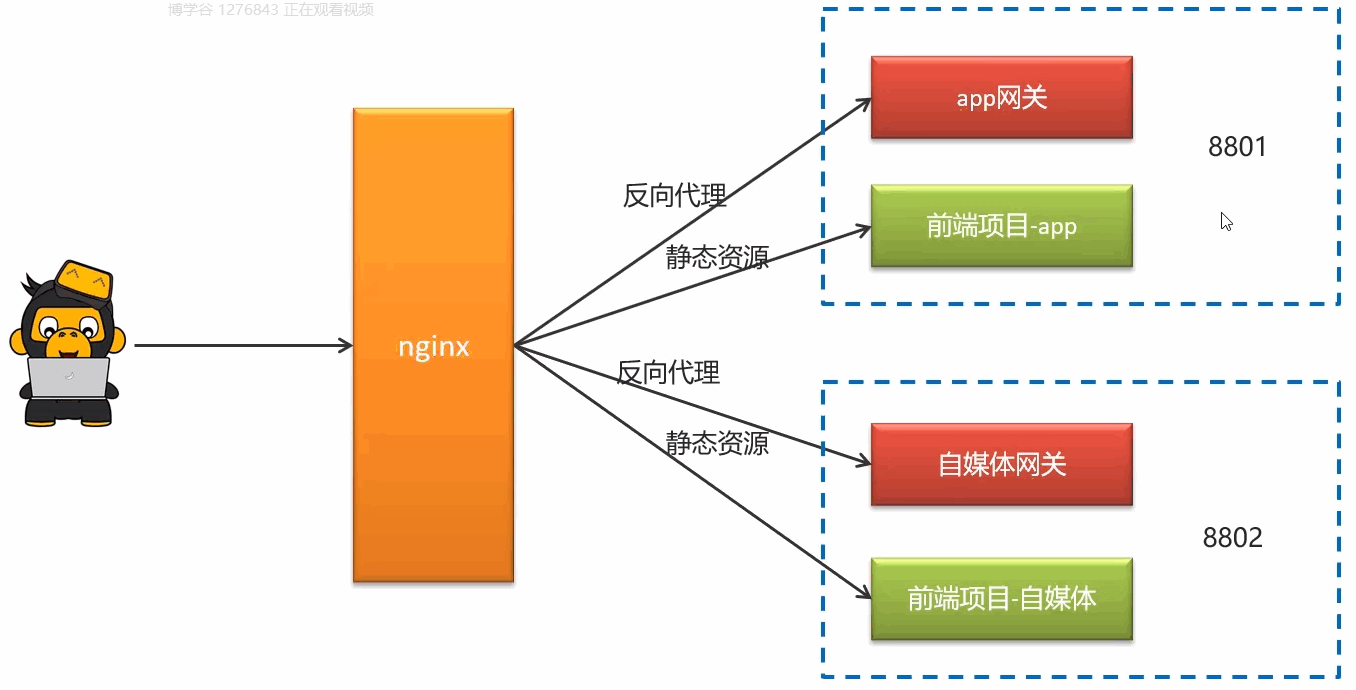 博学谷 1276843 正在观看视频
app网关
8801
反向代理
前端项目-app
静态资源
nginx
反向代理
静态资源
自媒体网关
8802
前端项目-自媒体